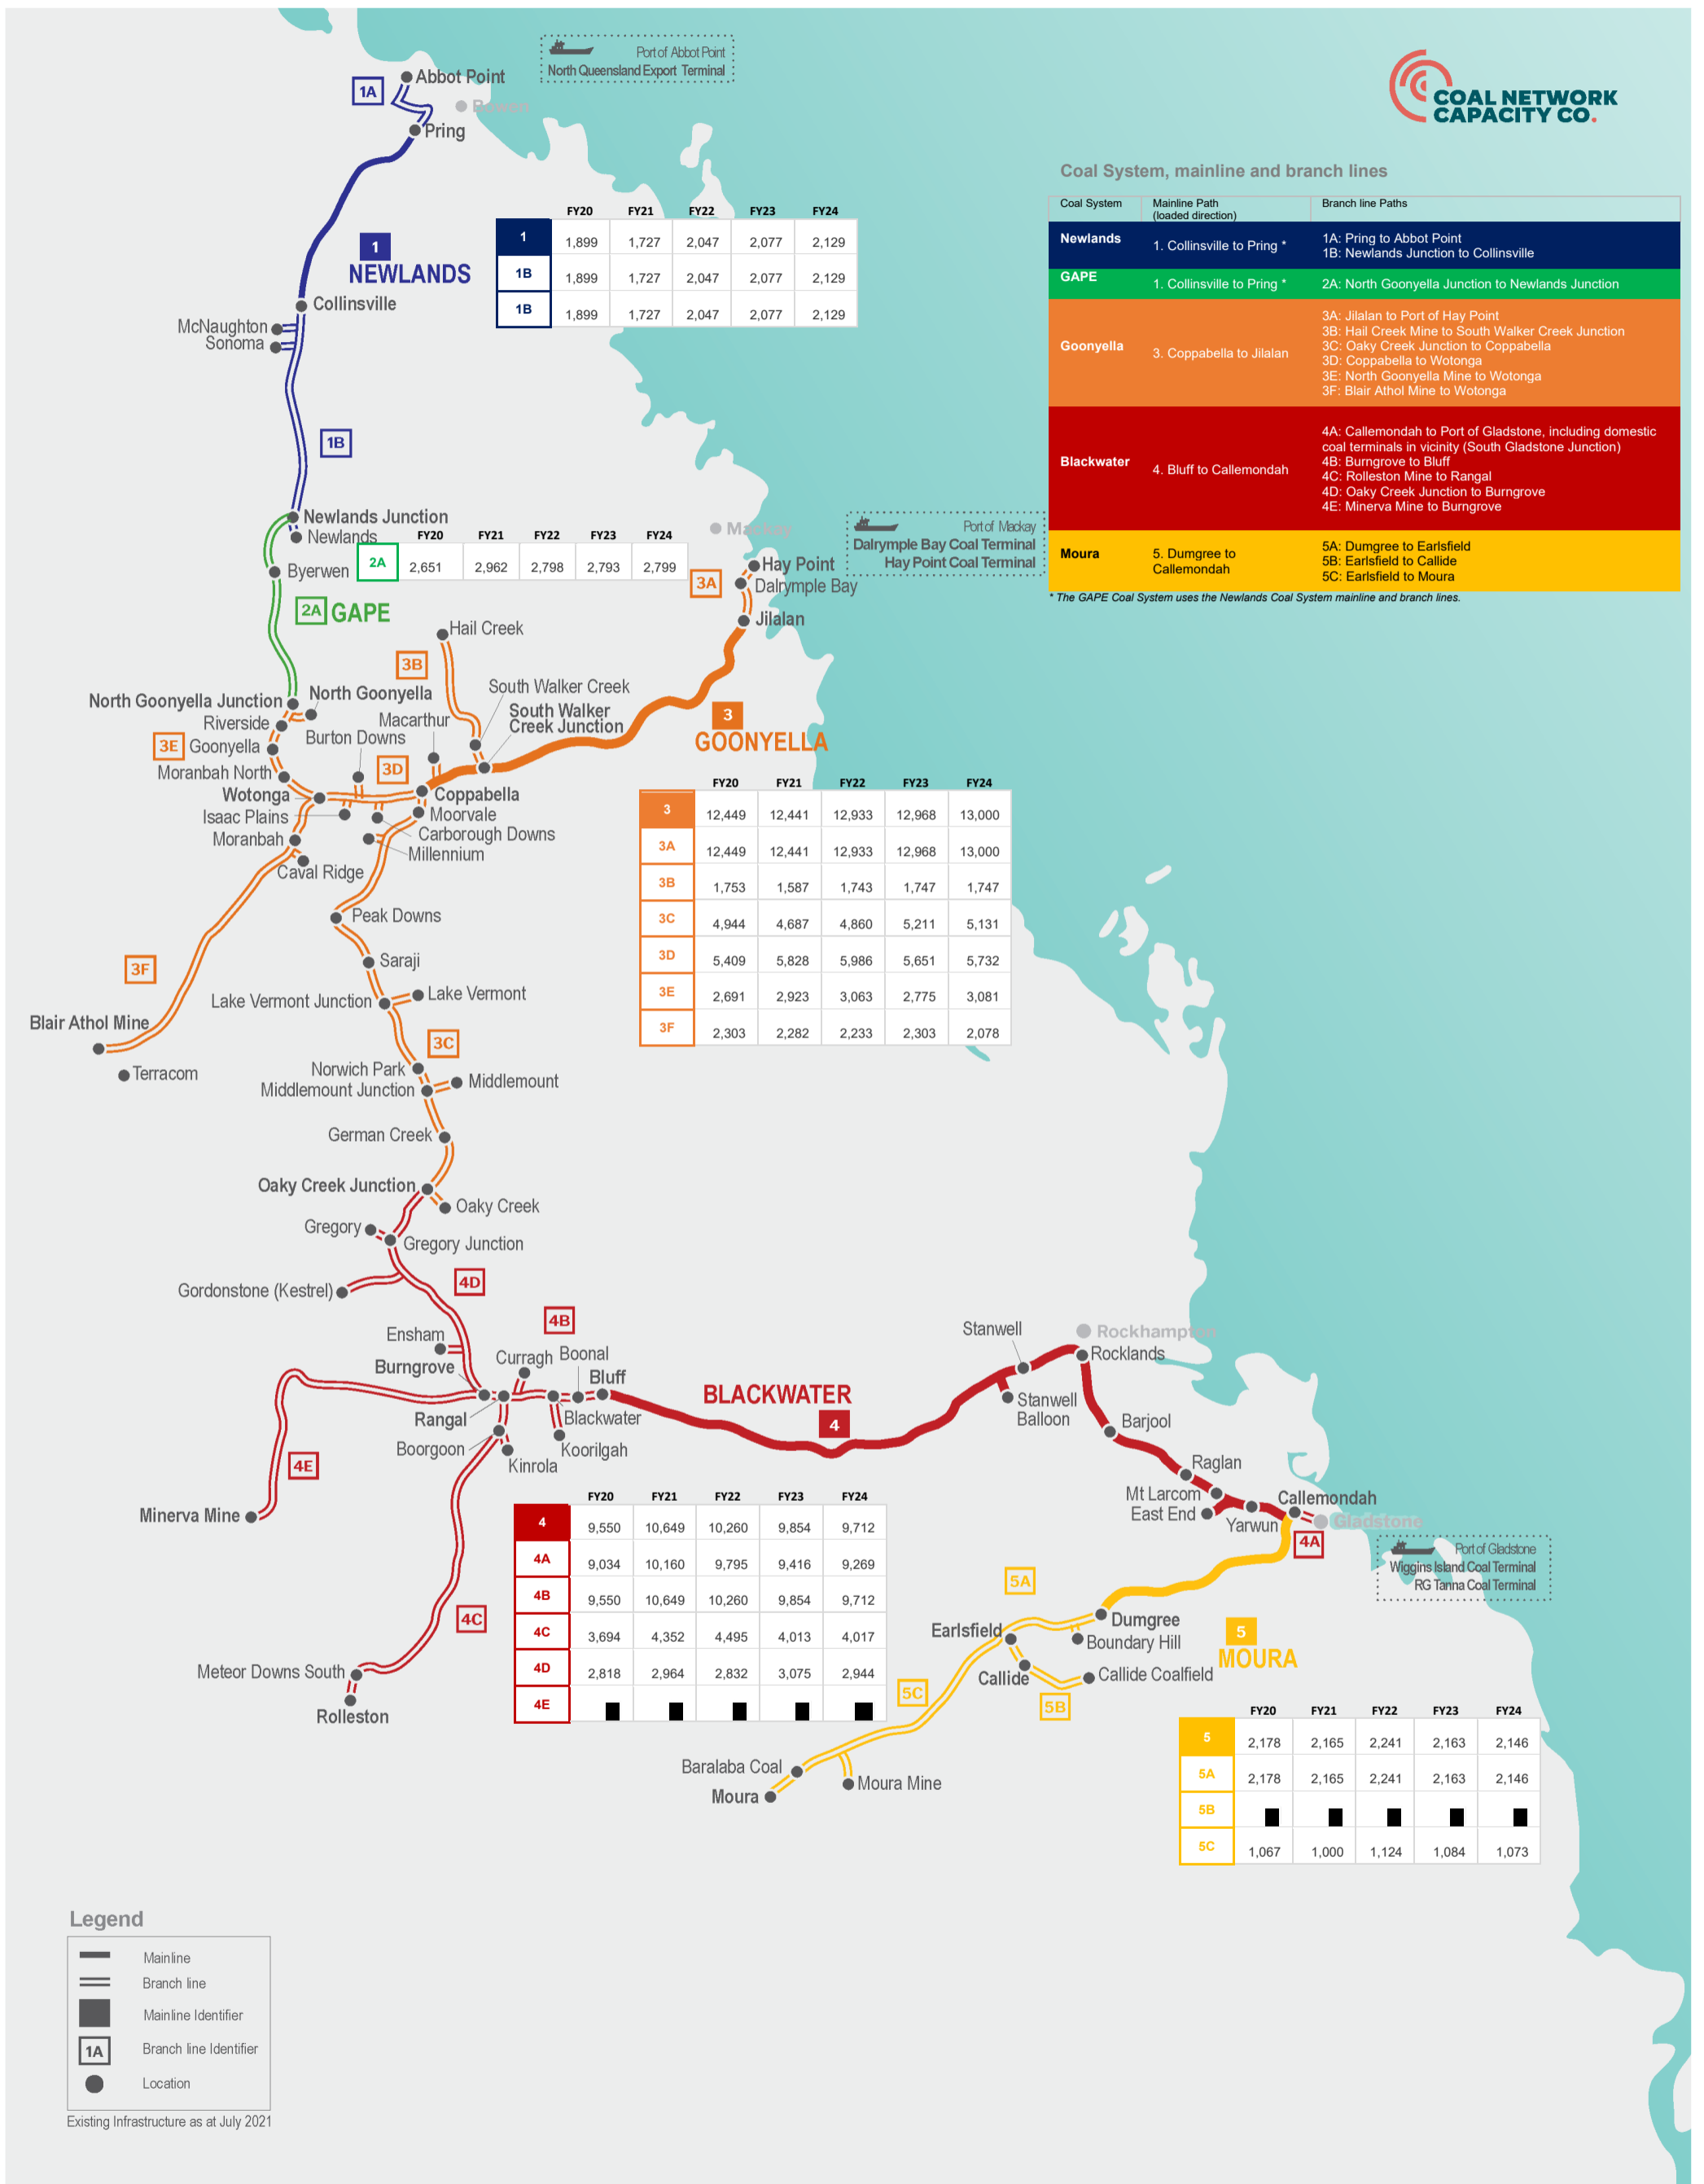 Port of Abbot Point
North Queensland Export Terminal
COAL NETWORK
CAPACITY CO.
Abbot Point
1A
Bowen
Pring
Coal System, mainline and branch lines
Coal System Mainline Path (loaded direction) Branch line Paths
Newlands 1. Collinsville to Pring * 1A: Pring to Abbot Point
1B: Newlands Junction to Collinsville
GAPE 1. Collinsville to Pring * 2A: North Goonyella Junction to Newlands Junction
Goonyella 3. Coppabella to Jilalan
3A: Jilalan to Port of Hay Point
3B: Hail Creek Mine to South Walker Creek Junction
3C: Oaky Creek Junction to Coppabella
3D: Coppabella to Wotonga
3E: North Goonyella Mine to Wotonga
3F: Blair Athol Mine to Wotonga
Blackwater 4. Bluff to Callemondah
4A: Callemondah to Port of Gladstone, including domestic
coal terminals in vicinity (South Gladstone Junction)
4B: Burngrove to Bluff
4C: Rolleston Mine to Rangal
4D: Oaky Creek Junction to Burngrove
4E: Minerva Mine to Burngrove
Moura 5. Dumgree to
Callemondah
5A: Dumgree to Earlsfield
5B: Earlsfield to Callide
5C: Earlsfield to Moura
* The GAPE Coal System uses the Newlands Coal System mainline and branch lines.
FY20 FY21 FY22 FY23 FY24
1 1,899 1,727 2,047 2,077 2,129
1B 1,899 1,727 2,047 2,077 2,129
1B 1,899 1,727 2,047 2,077 2,129
1
NEWLANDS
Collinsville
McNaughton
Sonoma
1B
Newlands Junction
Newlands
FY20 FY21 FY22 FY23 FY24
2A 2,651 2,962 2,798 2,793 2,799
Byerwen
2A GAPE
Mackay
Port of Mackay
Dalrymple Bay Coal Terminal
Hay Point Coal Terminal
Hay Point
3A
Dalrymple Bay
Jilalan
Hail Creek
3B
South Walker Creek
South Walker
Creek Junction
North Goonyella Junction
North Goonyella
Riverside
Macarthur
3E
Goonyella
Burton Downs
3D
Moranbah North
Wotonga
Coppabella
Isaac Plains
Moorvale
Moranbah
Carborough Downs
Millennium
Caval Ridge
3
GOONYELLA
FY20 FY21 FY22 FY23 FY24
3 12,449 12,441 12,933 12,968 13,000
3A 12,449 12,441 12,933 12,968 13,000
3B 1,753 1,587 1,743 1,747 1,747
3C 4,944 4,687 4,860 5,211 5,131
3D 5,409 5,828 5,986 5,651 5,732
3E 2,691 2,923 3,063 2,775 3,081
3F 2,303 2,282 2,233 2,303 2,078
Peak Downs
3F
Saraji
Lake Vermont Junction
Lake Vermont
Blair Athol Mine
3C
Terracom
Norwich Park
Middlemount Junction
Middlemount
German Creek
Oaky Creek Junction
Oaky Creek
Gregory
Gregory Junction
4D
Gordonstone (Kestrel)
4B
Ensham
Burngrove
Curragh
Boonal
Bluff
Rangal
Blackwater
Boorgoon
Koorilgah
Kinrola
4E
Minerva Mine
BLACKWATER
4
Stanwell
Rockhampton
Rocklands
Stanwell
Balloon
Barjool
Raglan
Mt Larcom
East End
Yarwun
Callemondah
Gladstone
4A
Port of Gladstone
Wiggins Island Coal Terminal
RG Tanna Coal Terminal
FY20 FY21 FY22 FY23 FY24
4 9,550 10,649 10,260 9,854 9,712
4A 9,034 10,160 9,795 9,416 9,269
4B 9,550 10,649 10,260 9,854 9,712
4C 3,694 4,352 4,495 4,013 4,017
4D 2,818 2,964 2,832 3,075 2,944
4E
4C
Meteor Downs South
Rolleston
5A
Dumgree
Earlsfield
Boundary Hill
5
MOURA
Callide
Callide Coalfield
5C
5B
Baralaba Coal
Moura
Moura Mine
FY20 FY21 FY22 FY23 FY24
5 2,178 2,165 2,241 2,163 2,146
5A 2,178 2,165 2,241 2,163 2,146
5B
5C 1,067 1,000 1,124 1,084 1,073
Legend
Mainline
Branch line
Mainline Identifier
1A Branch line Identifier
Location
Existing Infrastructure as at July 2021